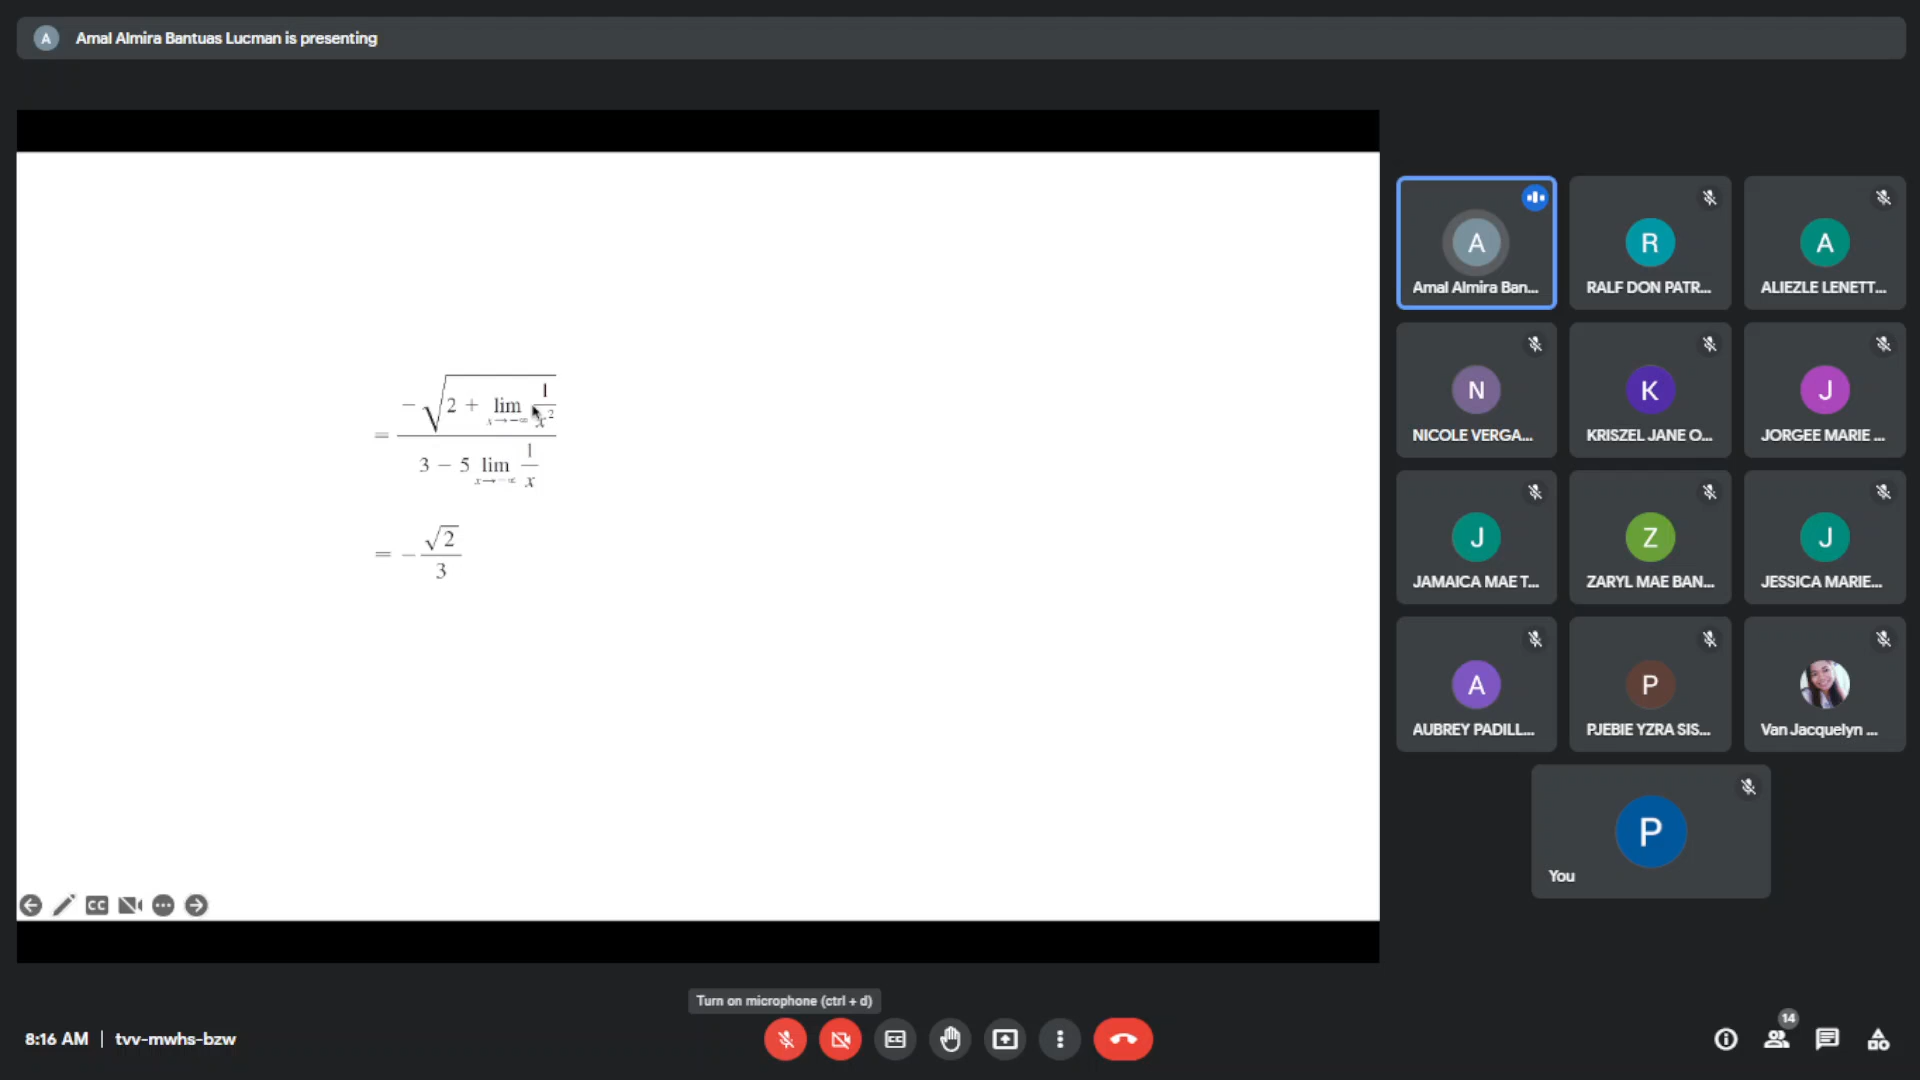 A Amal Almira Bantuas Lucman is presenting
= -√(2 + lim x→-∞ 1/x²) / (3 - 5 lim x→-∞ 1/x)
= - √2/3
CC
A R A
Amal Almira Ban... RALF DON PATR... ALIEZLE LENETT...
N K J
NICOLE VERGA... KRISZEL JANE O... JORGEE MARIE ...
J Z J
JAMAICA MAE T... ZARYL MAE BAN... JESSICA MARIE...
A P
AUBREY PADILL... PJEBIE YZRA SIS... Van Jacquelyn ...
P
You
Turn on microphone (ctrl + d)
8:16 AM | tvv-mwhs-bzw
CC
14